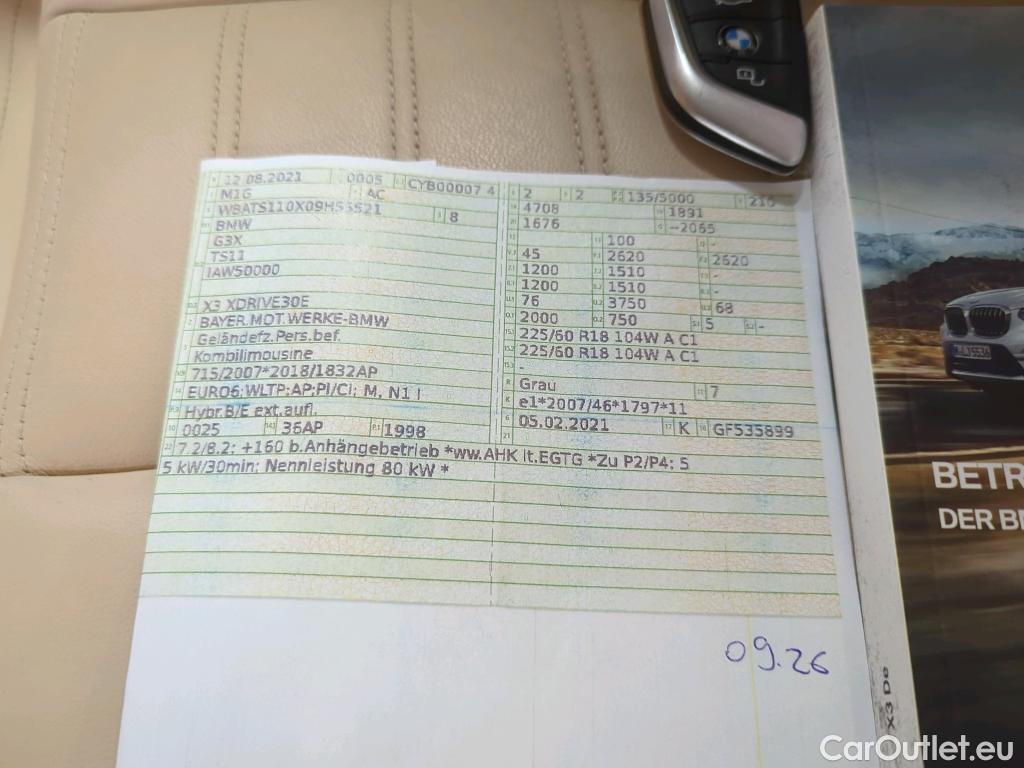 12.08.2021 0005 CYB00007 4
M1G AC
WBATS110X09H55521 8
BMW
G3X
TS11
IAW50000
X3 XDRIVE30E
BAYER.MOT.WERKE-BMW
Geländefz.Pers.bef.
Kombilimousine
715/2007*2018/1832AP
EURO6;WLTP;AP;PI/CI; M, N1 I
Hybr.B/E ext.aufl.
0025 36AP 1998
2 2 135/5000 210
4708 1891
1676 -2065
100 -
45 2620 2620
1200 1510 -
1200 1510 -
76 3750 68
2000 750 5 -
225/60 R18 104W A C1
225/60 R18 104W A C1
-
Grau 7
e1*2007/46*1797*11
05.02.2021 K GF535899
7.2/8.2: +160 b.Anhängebetrieb *ww.AHK lt.EGTG *Zu P2/P4: 5
5 kW/30min; Nennleistung 80 kW *
09.26
BETR
DER B
X3 De
CarOutlet.eu